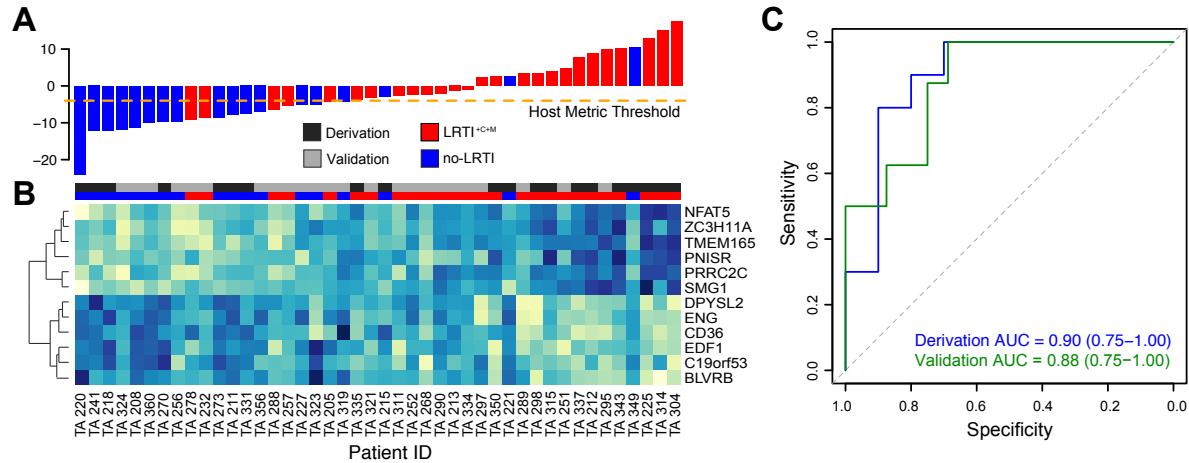 A
10
0
−10
−20
Host Metric Threshold
Derivation
Validation
LRTI+C+M
no-LRTI
B
NFAT5
ZC3H11A
TMEM165
PNISR
PRRC2C
SMG1
DPYSL2
ENG
CD36
EDF1
C19orf53
BLVRB
TA 220
TA 241
TA 218
TA 324
TA 208
TA 360
TA 270
TA 256
TA 278
TA 232
TA 273
TA 211
TA 331
TA 356
TA 288
TA 257
TA 227
TA 323
TA 205
TA 319
TA 335
TA 321
TA 215
TA 311
TA 252
TA 268
TA 290
TA 213
TA 334
TA 297
TA 350
TA 221
TA 289
TA 298
TA 315
TA 251
TA 337
TA 212
TA 295
TA 343
TA 349
TA 225
TA 314
TA 304
Patient ID
C
Sensitivity
1.0
0.8
0.6
0.4
0.2
0.0
Derivation AUC = 0.90 (0.75−1.00)
Validation AUC = 0.88 (0.75−1.00)
1.0
0.8
0.6
0.4
0.2
0.0
Specificity